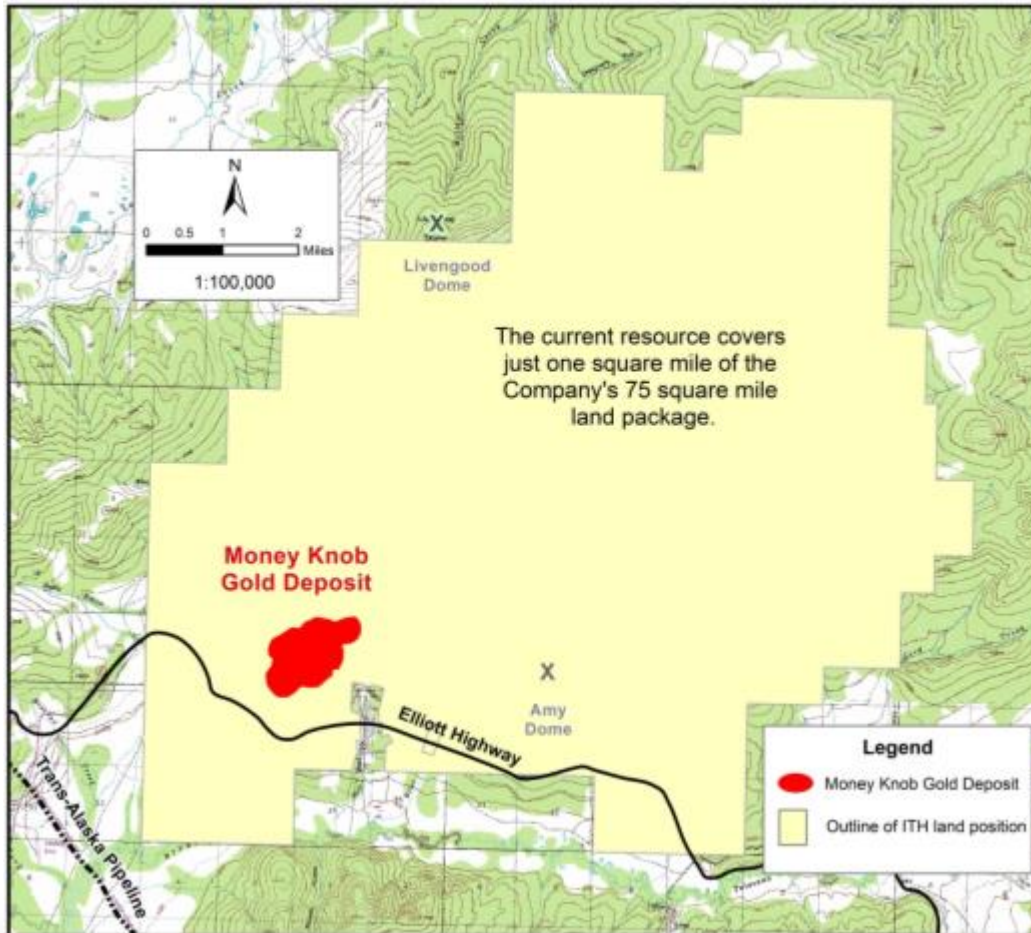 N
0 0.5 1 2
Miles
1:100,000
Livengood
Dome
The current resource covers
just one square mile of the
Company's 75 square mile
land package.
Money Knob
Gold Deposit
X
Amy
Dome
Elliott Highway
Trans-Alaska Pipeline
Legend
Money Knob Gold Deposit
Outline of ITH land position